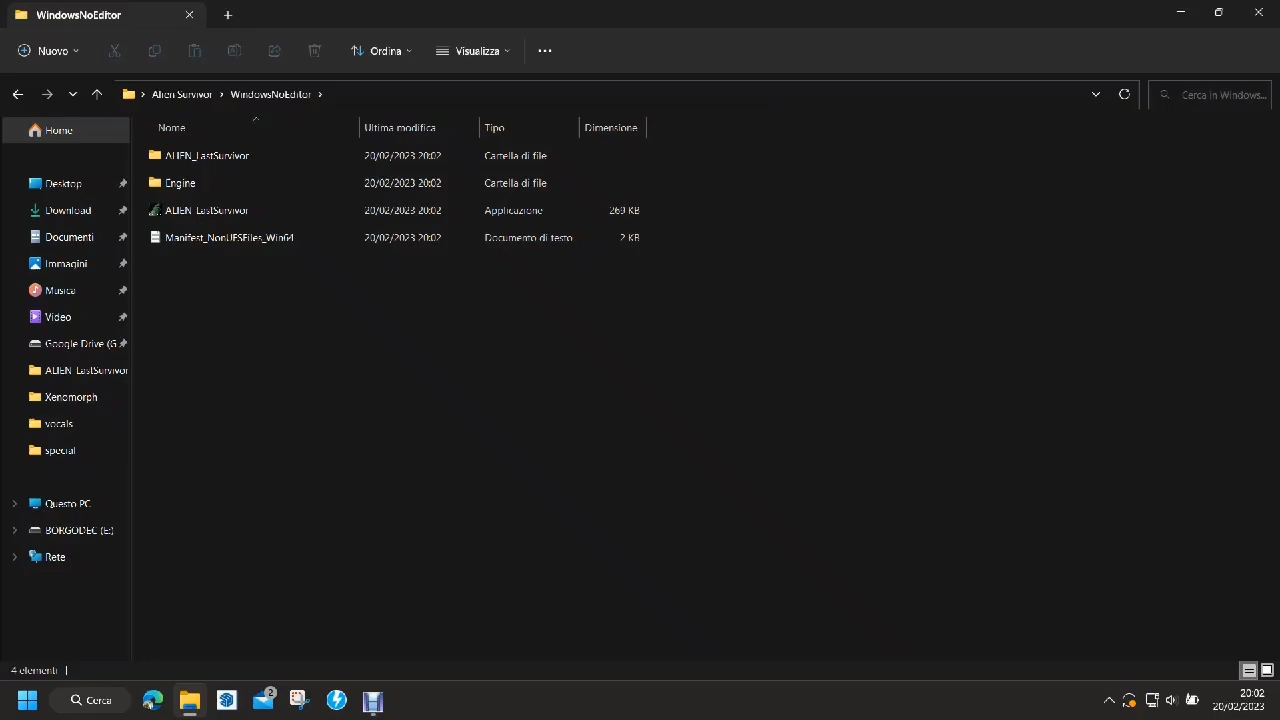 WindowsNoEditor
Nuovo Ordina Visualizza
Alien Survivor WindowsNoEditor Cerca in Windows...
Home
Nome Ultima modifica Tipo Dimensione
ALIEN_LastSurvivor 20/02/2023 20:02 Cartella di file
Engine 20/02/2023 20:02 Cartella di file
ALIEN_LastSurvivor 20/02/2023 20:02 Applicazione 269 KB
Manifest_NonUFSFiles_Win64 20/02/2023 20:02 Documento di testo 2 KB
Desktop
Download
Documenti
Immagini
Musica
Video
Google Drive (G
ALIEN_LastSurvivor
Xenomorph
vocals
special
Questo PC
BORGODEC (E:)
Rete
4 elementi
Cerca 2 20:02
20/02/2023